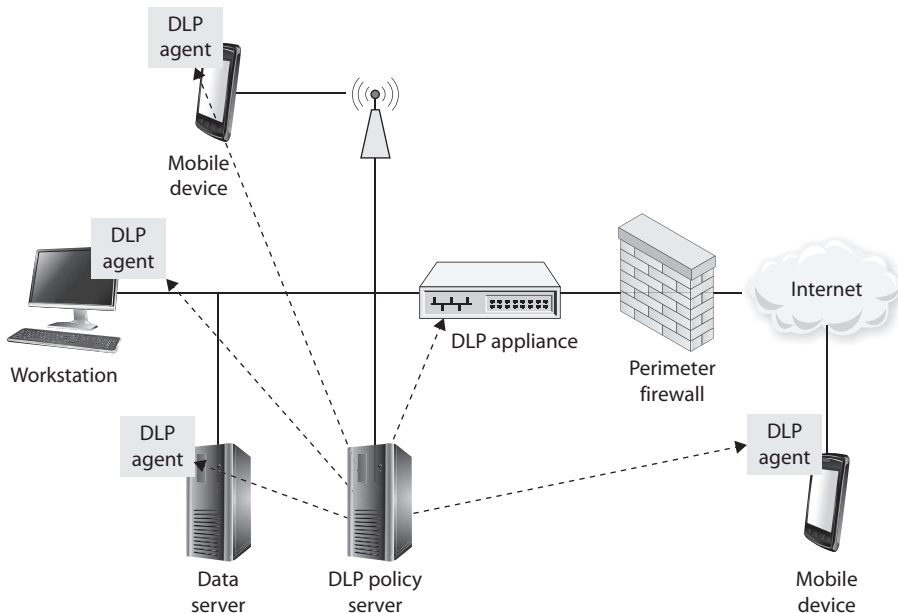 DLP
agent
Mobile
device
DLP
agent
Workstation
DLP appliance
Perimeter
firewall
Internet
DLP
agent
Data
server
DLP policy
server
DLP
agent
Mobile
device